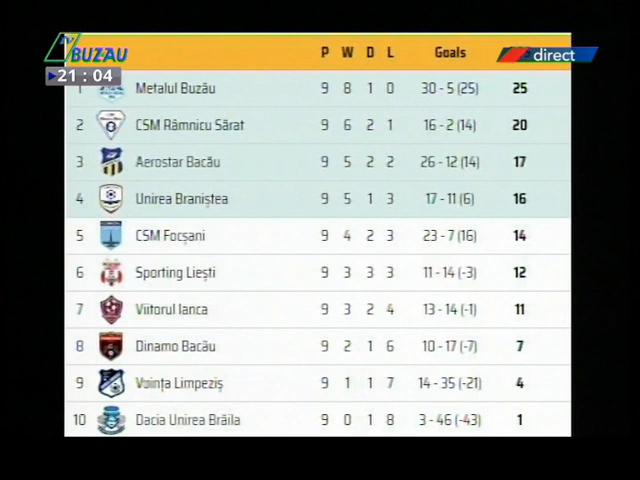 tv
BUZAU
21:04
direct
P W D L Goals
1 Metalul Buzău 9 8 1 0 30 - 5 (25) 25
2 CSM Râmnicu Sărat 9 6 2 1 16 - 2 (14) 20
3 Aerostar Bacău 9 5 2 2 26 - 12 (14) 17
4 Unirea Braniștea 9 5 1 3 17 - 11 (6) 16
5 CSM Focșani 9 4 2 3 23 - 7 (16) 14
6 Sporting Liești 9 3 3 3 11 - 14 (-3) 12
7 Viitorul Ianca 9 3 2 4 13 - 14 (-1) 11
8 Dinamo Bacău 9 2 1 6 10 - 17 (-7) 7
9 Voința Limpeziș 9 1 1 7 14 - 35 (-21) 4
10 Dacia Unirea Brăila 9 0 1 8 3 - 46 (-43) 1